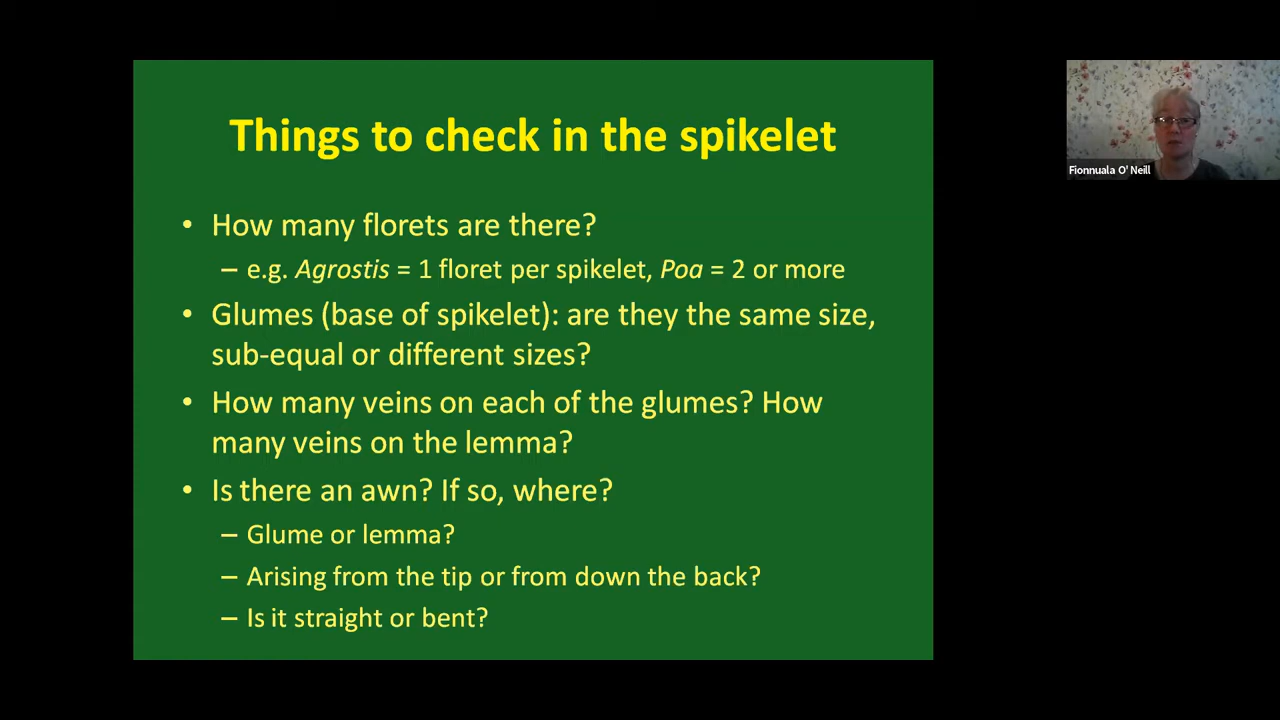 Things to check in the spikelet
• How many florets are there?
– e.g. Agrostis = 1 floret per spikelet, Poa = 2 or more
• Glumes (base of spikelet): are they the same size,
sub-equal or different sizes?
• How many veins on each of the glumes? How
many veins on the lemma?
• Is there an awn? If so, where?
– Glume or lemma?
– Arising from the tip or from down the back?
– Is it straight or bent?
Fionnuala O' Neill